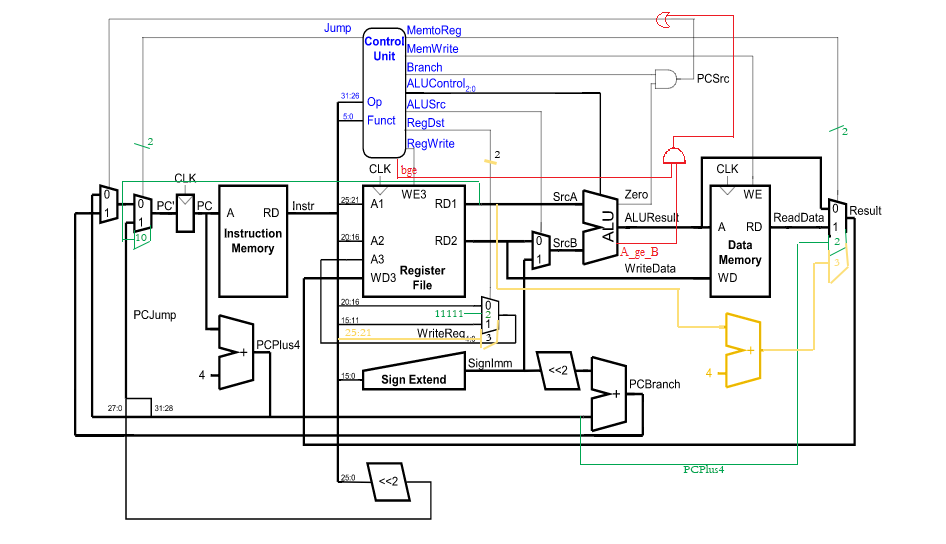 Jump
MemtoReg
Control
Unit
MemWrite
Branch
PCSrc
ALUControl2:0
31:26
Op
ALUSrc
5:0
Funct
RegDst
2
RegWrite
2
2
CLK
CLK
bge
CLK
0
1
0
1
10
PC'
PC
A
RD
Instr
Instruction
Memory
25:21
A1
WE3
RD1
SrcA
Zero
WE
0
1
2
3
Result
20:16
A2
RD2
0
1
SrcB
ALU
ALUResult
A
RD
ReadData
A3
A_ge_B
Data
Memory
WD3
Register
File
WriteData
WD
20:16
0
PCJump
11111
2
15:11
1
25:21
WriteReg4:0
3
+
PCPlus4
SignImm
+
4
15:0
Sign Extend
<<2
PCBranch
4
+
27:0
31:28
PCPlus4
25:0
<<2